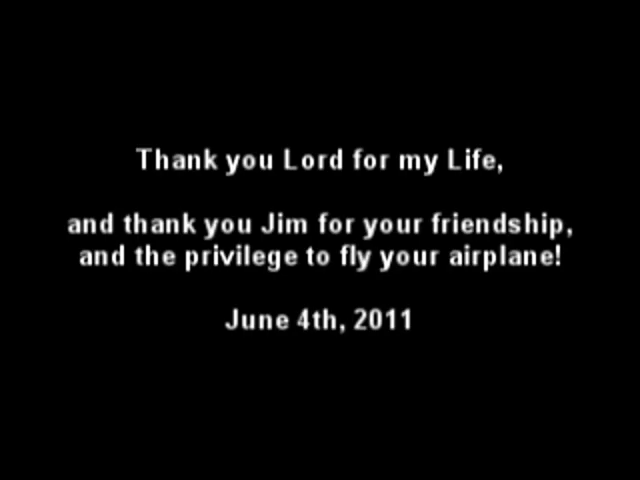 Thank you Lord for my Life,
and thank you Jim for your friendship,
and the privilege to fly your airplane!
June 4th, 2011